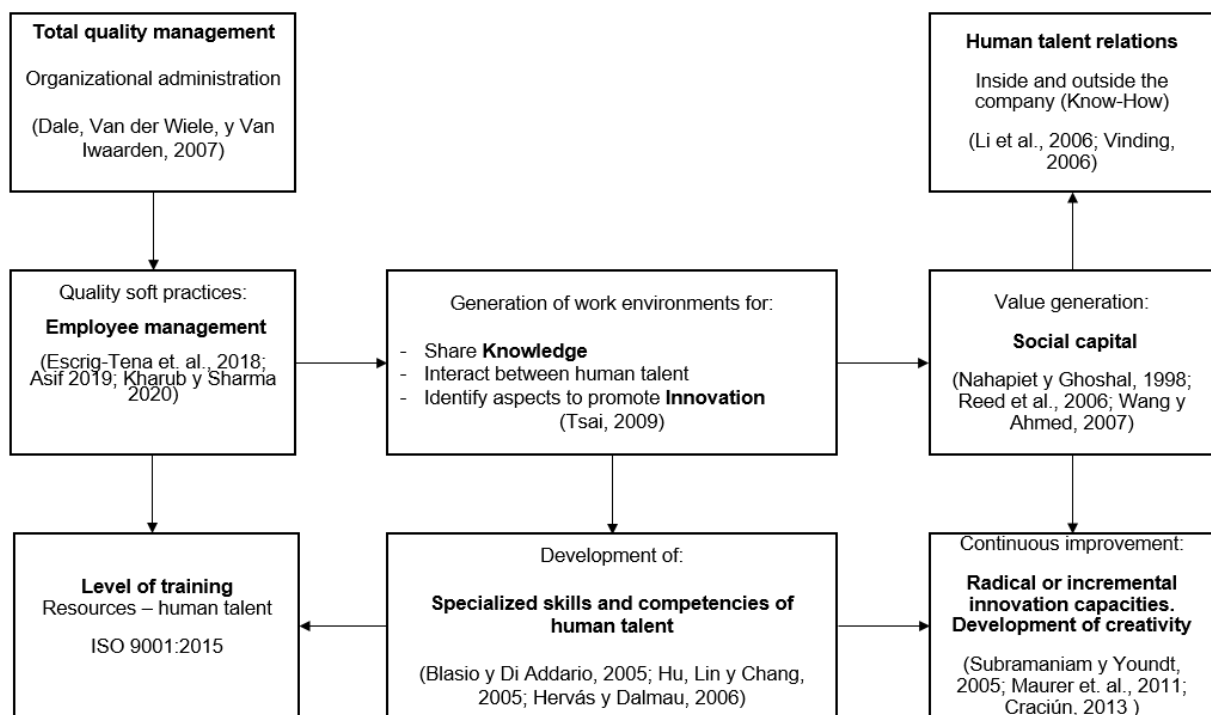 Total quality management
Organizational administration
(Dale, Van der Wiele, y Van
Iwaarden, 2007)
Human talent relations
Inside and outside the
company (Know-How)
(Li et al., 2006; Vinding,
2006)
Quality soft practices:
Employee management
(Escrig-Tena et. al., 2018;
Asif 2019; Kharub y Sharma
2020)
Generation of work environments for:
- Share Knowledge
- Interact between human talent
- Identify aspects to promote Innovation
(Tsai, 2009)
Value generation:
Social capital
(Nahapiet y Ghoshal, 1998;
Reed et al., 2006; Wang y
Ahmed, 2007)
Level of training
Resources – human talent
ISO 9001:2015
Development of:
Specialized skills and competencies of
human talent
(Blasio y Di Addario, 2005; Hu, Lin y Chang,
2005; Hervás y Dalmau, 2006)
Continuous improvement:
Radical or incremental
innovation capacities.
Development of creativity
(Subramaniam y Youndt,
2005; Maurer et. al., 2011;
Craciún, 2013 )